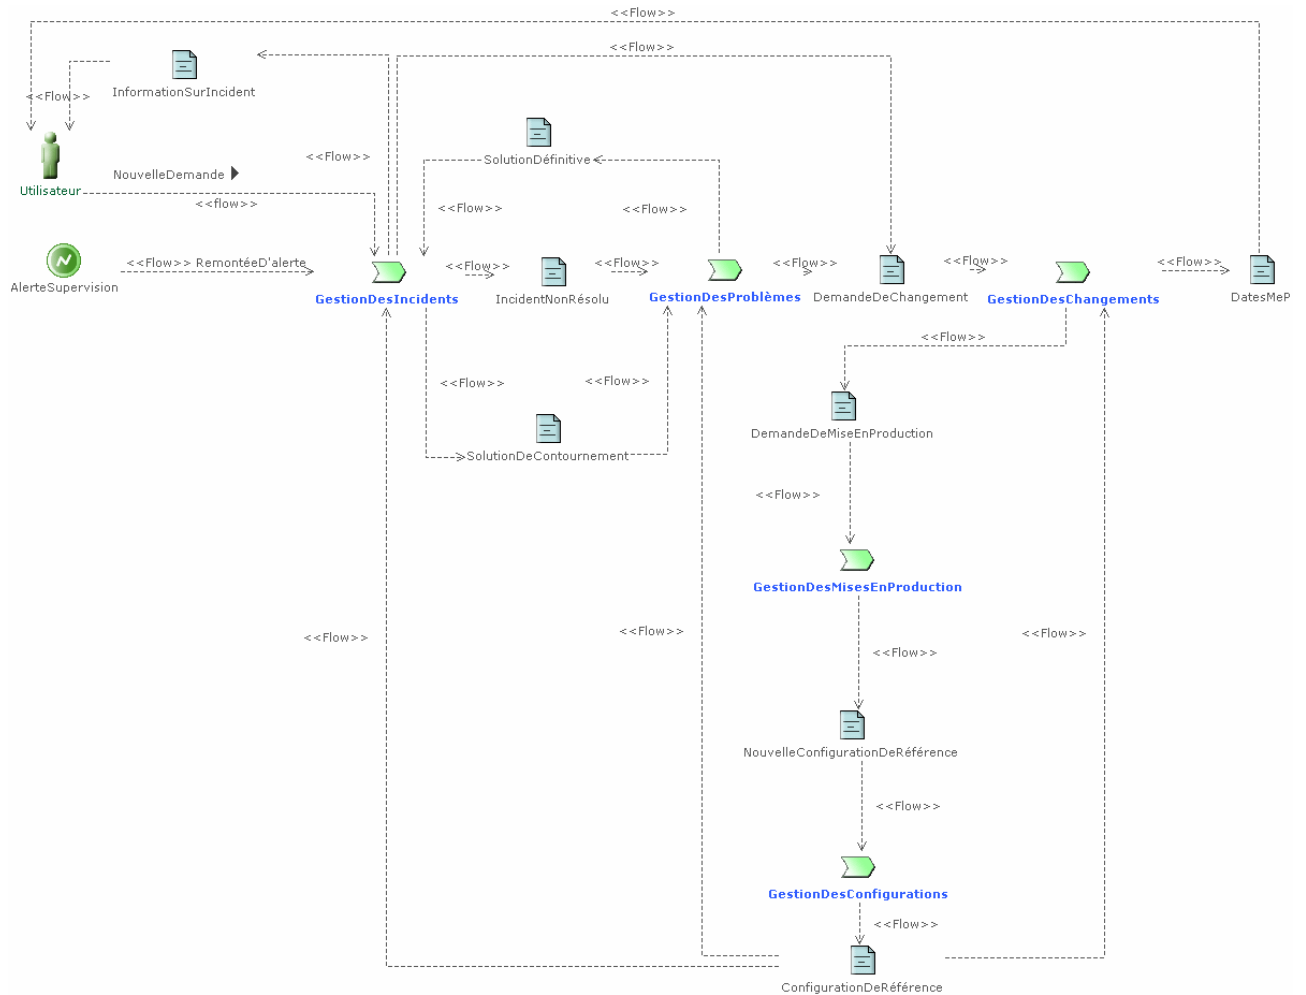 <<Flow>>
<<Flow>>
InformationSurIncident
<<Flow>>
SolutionDéfinitive
<<Flow>>
NouvelleDemande
Utilisateur
<<flow>>
<<Flow>>
<<Flow>>
<<Flow>> RemontéeD'alerte
<<Flow>>
<<Flow>>
<<Flow>>
<<Flow>>
<<Flow>>
AlerteSupervision
GestionDesIncidents
IncidentNonRésolu
GestionDesProblèmes
DemandeDeChangement
GestionDesChangements
DatesMeP
<<Flow>>
<<Flow>>
<<Flow>>
DemandeDeMiseEnProduction
SolutionDeContournement
<<Flow>>
GestionDesMisesEnProduction
<<Flow>>
<<Flow>>
<<Flow>>
<<Flow>>
NouvelleConfigurationDeRéférence
<<Flow>>
GestionDesConfigurations
<<Flow>>
ConfigurationDeRéférence